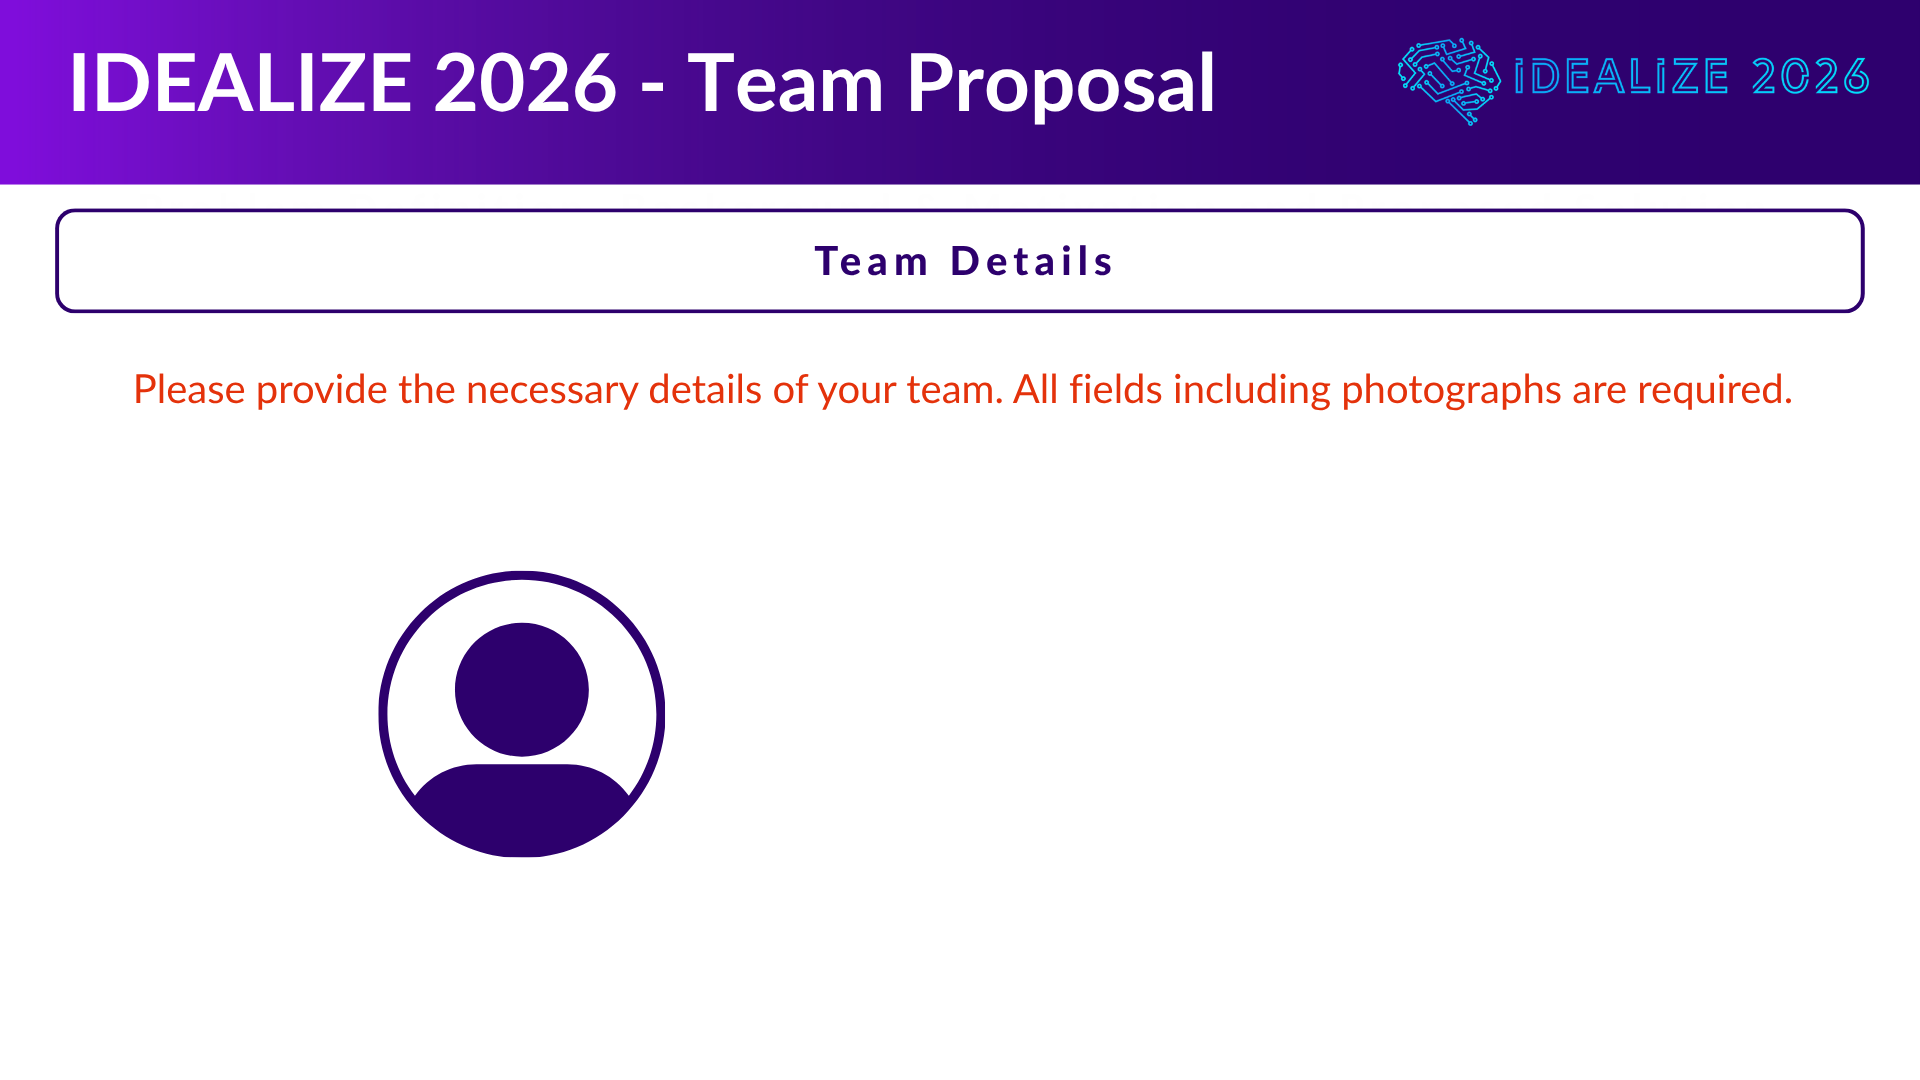 IDEALIZE 2026 - Team Proposal
iDEALiZE 2026
Team Details
Please provide the necessary details of your team. All fields including photographs are required.